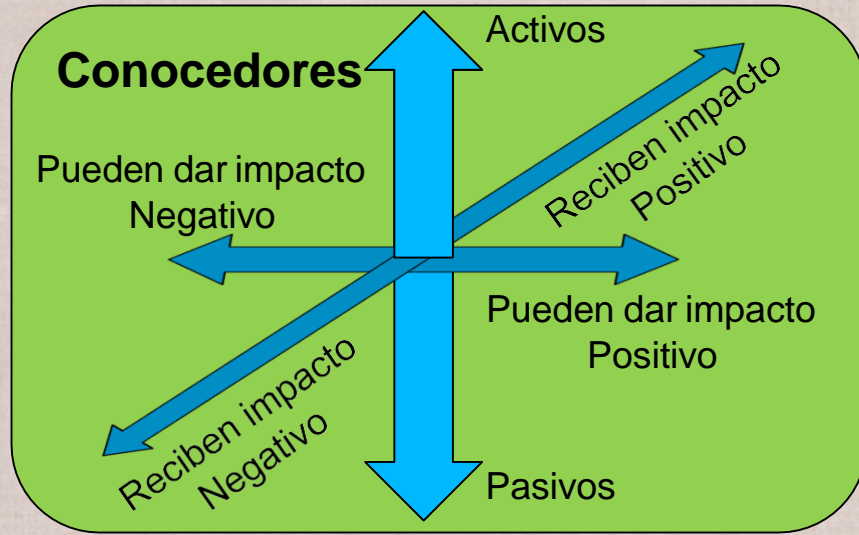 Activos
Conocedores
Reciben impacto
Positivo
Pueden dar impacto
Negativo
Pueden dar impacto
Positivo
Reciben impacto
Negativo
Pasivos